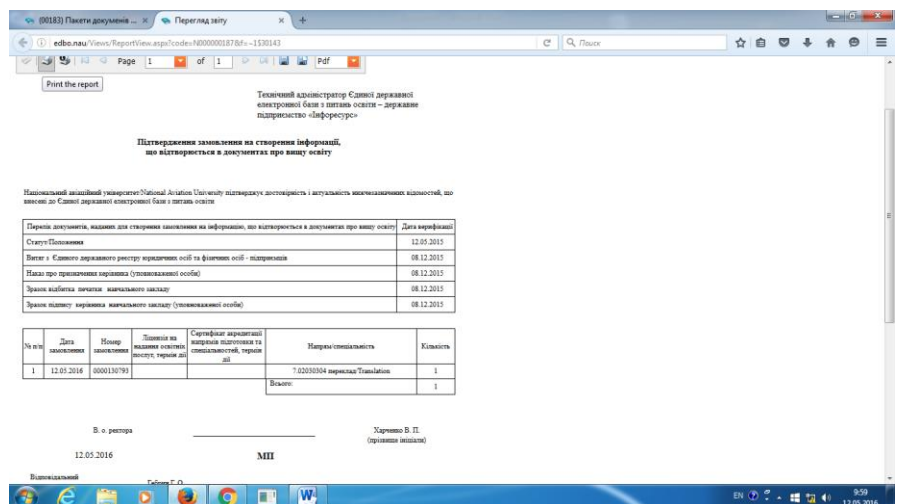 (00183) Пакети докуменів ...
Перегляд звіту
edbo.nau/Views/ReportView.aspx?code=N000000187&f=-1530143
Поиск
Page 1 of 1 Pdf
Print the report
Технічний адміністратор Єдиної державної
електронної бази з питань освіти – державне
підприємство «Інфоресурс»
Підтвердження замовлення на створення інформації,
що відтворюється в документах про вищу освіту
Національний авіаційний університет/National Aviation University підтверджує достовірність і актуальність нижчезазначених відомостей, що
внесені до Єдиної державної електронної бази з питань освіти
Перелік документів, наданих для створення замовлення на інформацію, що відтворюється в документах про вищу освіту Дата верифікації
Статут/Положення 12.05.2015
Витяг з Єдиного державного реєстру юридичних осіб та фізичних осіб - підприємців 08.12.2015
Наказ про призначення керівника (уповноваженої особи) 08.12.2015
Зразок відбитка печатки навчального закладу 08.12.2015
Зразок підпису керівника навчального закладу (уповноваженої особи) 08.12.2015
№ п/п Дата замовлення Номер замовлення Ліцензія на надання освітніх послуг, термін дії Сертифікат акредитації напрямів підготовки та спеціальностей, термін дії Напрям/спеціальність Кількість
1 12.05.2016 0000130793 7.02030304 переклад/Translation 1
Всього: 1
В. о. ректора Харченко В. П.
(прізвище ініціали)
12.05.2016 МП
Відповідальний
EN 9:59
12.05.2016